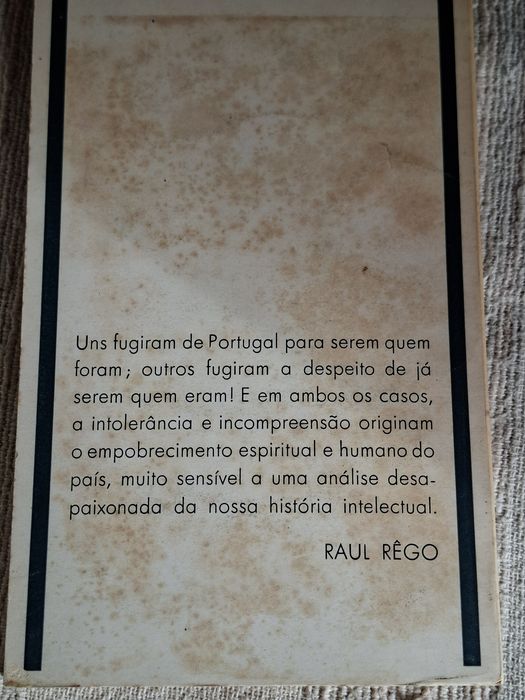 Uns fugiram de Portugal para serem quem
foram; outros fugiram a despeito de já
serem quem eram! E em ambos os casos,
a intolerância e incompreensão originam
o empobrecimento espiritual e humano do
país, muito sensível a uma análise desa-
paixonada da nossa história intelectual.
RAUL RÊGO